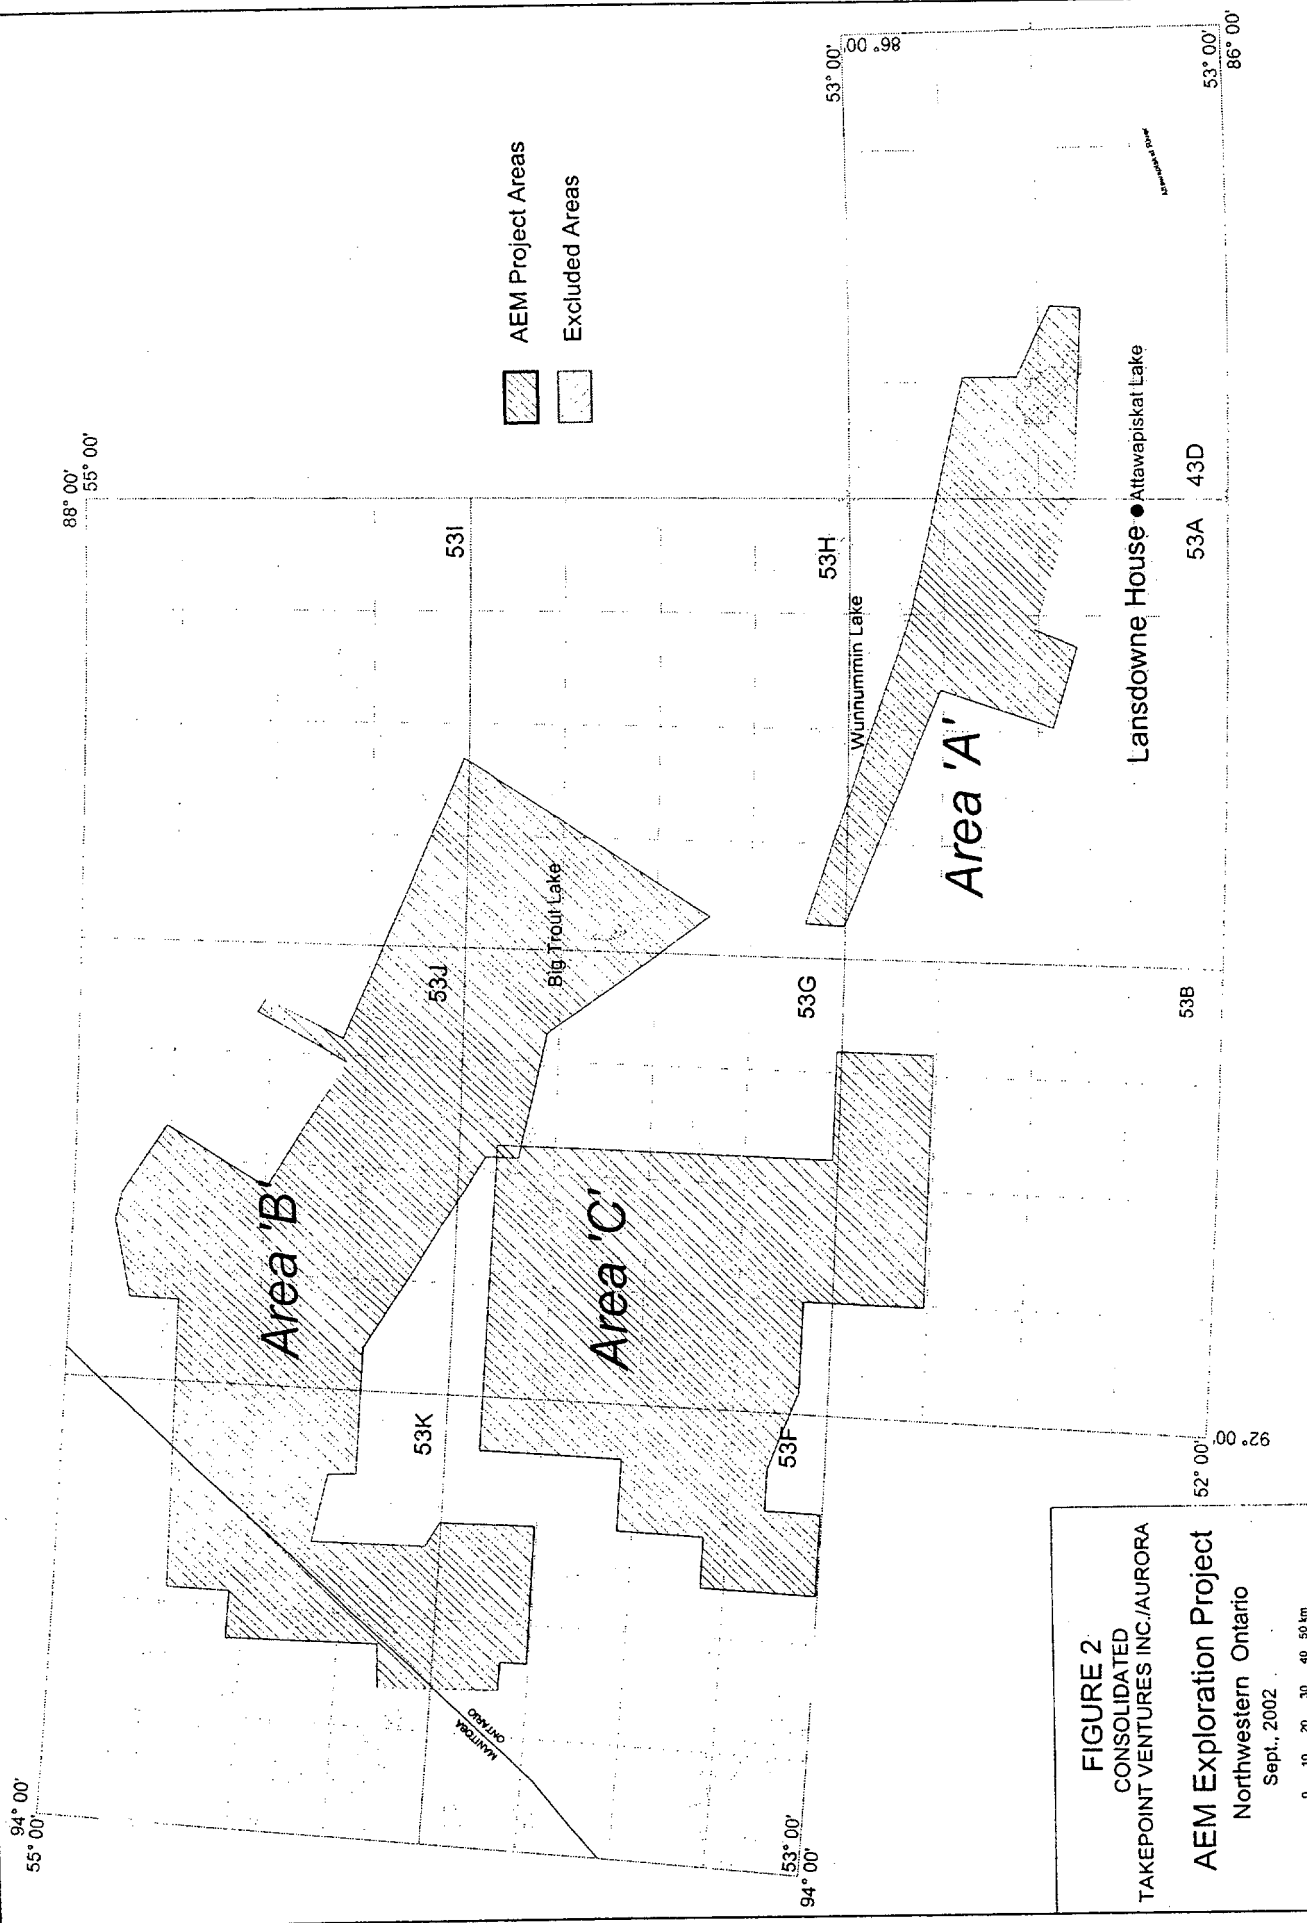 94° 00'
55° 00'
88° 00'
55° 00'
AEM Project Areas
Excluded Areas
53° 00'
86° 00'
53I
53H
53J
53K
53G
53F
Area 'B'
Big Trout Lake
Area 'C'
Wunnummin Lake
Area 'A'
MANITOBA
ONTARIO
Lansdowne House
Attawapiskat Lake
Attawapiskat River
53A
43D
53B
53° 00'
94° 00'
52° 00'
92° 00'
53° 00'
86° 00'
FIGURE 2
CONSOLIDATED
TAKEPOINT VENTURES INC./AURORA
AEM Exploration Project
Northwestern Ontario
Sept., 2002
0 10 20 30 40 50 km